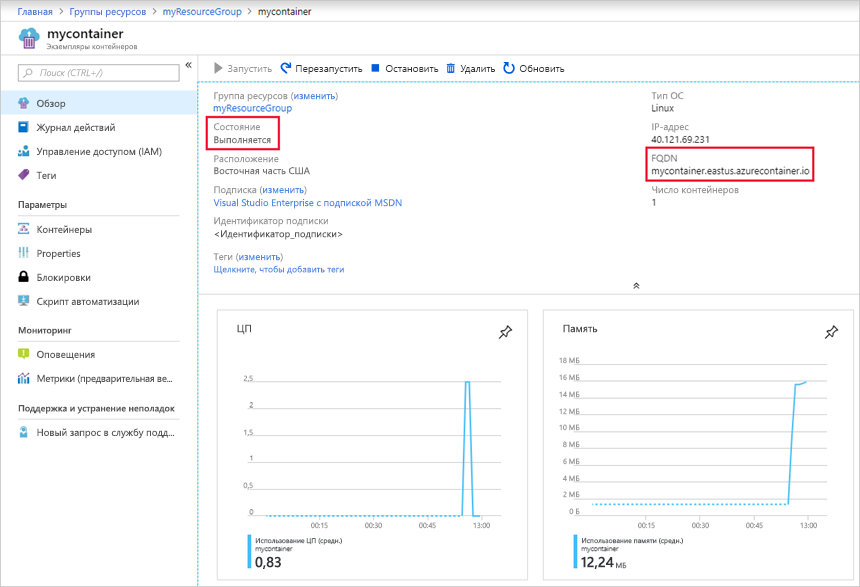 Главная > Группы ресурсов > myResourceGroup > mycontainer
mycontainer
Экземпляры контейнеров
Поиск (CTRL+/)
«
Запустить Перезапустить Остановить Удалить Обновить
Обзор
Журнал действий
Управление доступом (IAM)
Теги
Параметры
Контейнеры
Properties
Блокировки
Скрипт автоматизации
Мониторинг
Оповещения
Метрики (предварительная ве...
Поддержка и устранение неполадок
Новый запрос в службу подд...
Группа ресурсов (изменить)
myResourceGroup
Состояние
Выполняется
Расположение
Восточная часть США
Подписка (изменить)
Visual Studio Enterprise с подпиской MSDN
Идентификатор подписки
<Идентификатор_подписки>
Теги (изменить)
Щелкните, чтобы добавить теги
Тип ОС
Linux
IP-адрес
40.121.69.231
FQDN
mycontainer.eastus.azurecontainer.io
Число контейнеров
1
ЦП
2,5
2
1,5
1
0,5
0
00:15 00:30 00:45 13:00
Использование ЦП (средн.)
mycontainer
0,83
Память
18 МБ
16 МБ
14 МБ
12 МБ
10 МБ
8 МБ
6 МБ
4 МБ
2 МБ
0 Б
00:15 00:30 00:45 13:00
Использование памяти (средн.)
mycontainer
12,24 МБ